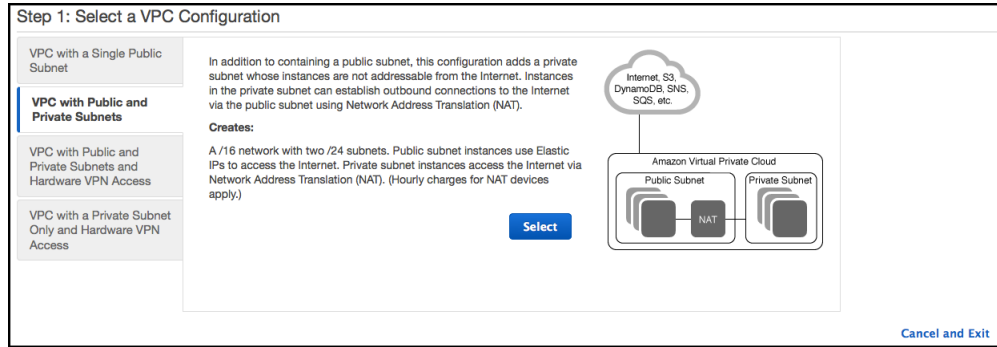 Step 1: Select a VPC Configuration
VPC with a Single Public
Subnet
VPC with Public and
Private Subnets
VPC with Public and
Private Subnets and
Hardware VPN Access
VPC with a Private Subnet
Only and Hardware VPN
Access
In addition to containing a public subnet, this configuration adds a private
subnet whose instances are not addressable from the Internet. Instances
in the private subnet can establish outbound connections to the Internet
via the public subnet using Network Address Translation (NAT).
Creates:
A /16 network with two /24 subnets. Public subnet instances use Elastic
IPs to access the Internet. Private subnet instances access the Internet via
Network Address Translation (NAT). (Hourly charges for NAT devices
apply.)
Select
Internet, S3,
DynamoDB, SNS,
SQS, etc.
Amazon Virtual Private Cloud
Public Subnet
Private Subnet
NAT
Cancel and Exit